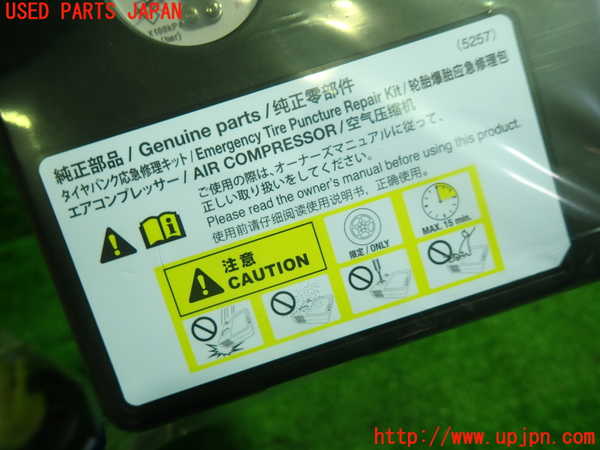 USED PARTS JAPAN
X100kPa
(bar)
(5257)
純正部品/Genuine parts/纯正零部件
タイヤパンク応急修理キット/Emergency Tire Puncture Repair Kit/轮胎爆胎应急修理包
エアコンプレッサー/AIR COMPRESSOR/空气压缩机
ご使用の際は、オーナーズマニュアルに従って、
正しい取り扱いをしてください。
Please read the owner's manual before using this product.
使用前请仔细阅读使用说明书，正确使用。
注意
CAUTION
限定/ONLY
MAX. 15 min.
http://www.upjpn.com/